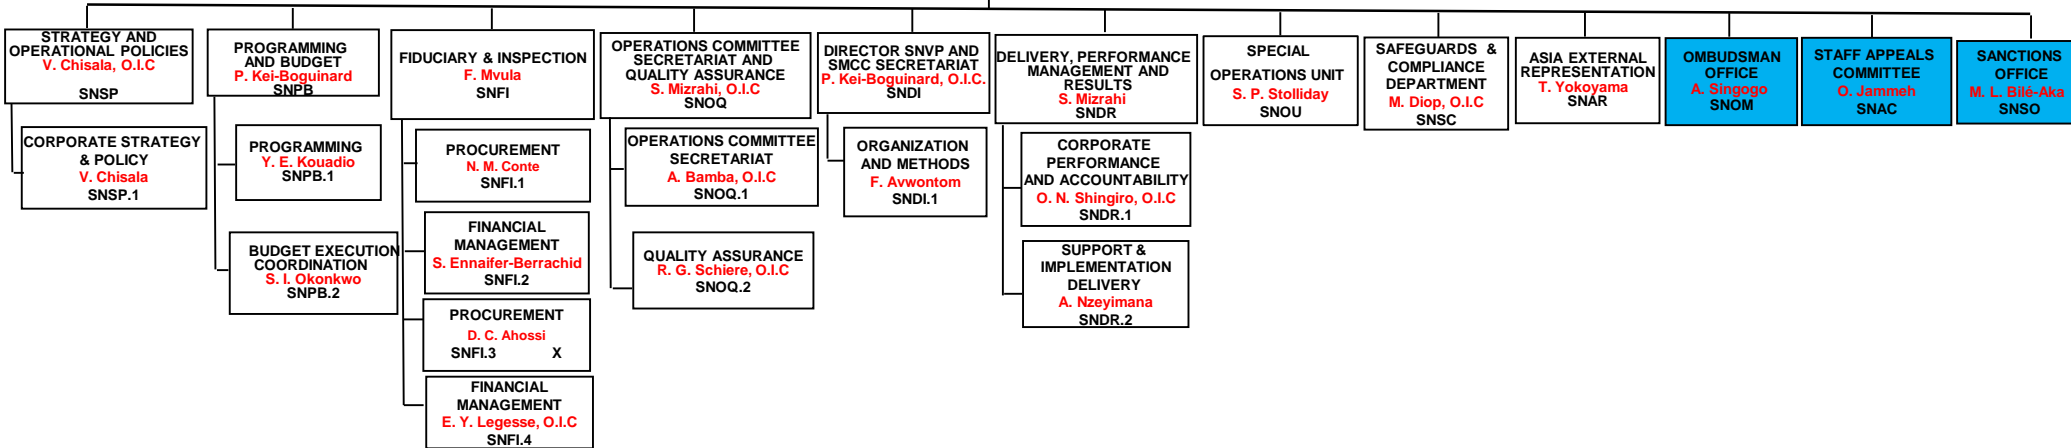 STRATEGY AND
OPERATIONAL POLICIES
V. Chisala, O.I.C
SNSP
CORPORATE STRATEGY
& POLICY
V. Chisala
SNSP.1
PROGRAMMING
AND BUDGET
P. Kei-Boguinard
SNPB
PROGRAMMING
Y. E. Kouadio
SNPB.1
BUDGET EXECUTION
COORDINATION
S. I. Okonkwo
SNPB.2
FIDUCIARY & INSPECTION
F. Mvula
SNFI
PROCUREMENT
N. M. Conte
SNFI.1
FINANCIAL
MANAGEMENT
S. Ennaifer-Berrachid
SNFI.2
PROCUREMENT
D. C. Ahossi
SNFI.3 X
FINANCIAL
MANAGEMENT
E. Y. Legesse, O.I.C
SNFI.4
OPERATIONS COMMITTEE
SECRETARIAT AND
QUALITY ASSURANCE
S. Mizrahi, O.I.C
SNOQ
OPERATIONS COMMITTEE
SECRETARIAT
A. Bamba, O.I.C
SNOQ.1
QUALITY ASSURANCE
R. G. Schiere, O.I.C
SNOQ.2
DIRECTOR SNVP AND
SMCC SECRETARIAT
P. Kei-Boguinard, O.I.C.
SNDI
ORGANIZATION
AND METHODS
F. Avwontom
SNDI.1
DELIVERY, PERFORMANCE
MANAGEMENT AND
RESULTS
S. Mizrahi
SNDR
CORPORATE
PERFORMANCE
AND ACCOUNTABILITY
O. N. Shingiro, O.I.C
SNDR.1
SUPPORT &
IMPLEMENTATION
DELIVERY
A. Nzeyimana
SNDR.2
SPECIAL
OPERATIONS UNIT
S. P. Stolliday
SNOU
SAFEGUARDS &
COMPLIANCE
DEPARTMENT
M. Diop, O.I.C
SNSC
ASIA EXTERNAL
REPRESENTATION
T. Yokoyama
SNAR
OMBUDSMAN
OFFICE
A. Singogo
SNOM
STAFF APPEALS
COMMITTEE
O. Jammeh
SNAC
SANCTIONS
OFFICE
M. L. Bilé-Aka
SNSO